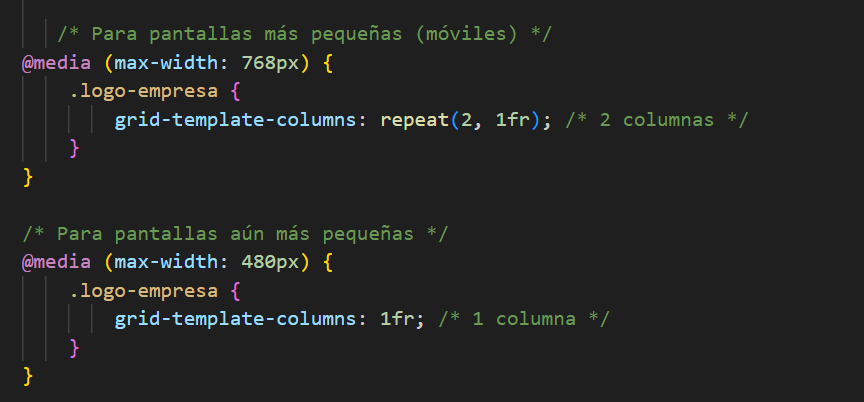 /* Para pantallas más pequeñas (móviles) */
@media (max-width: 768px) {
.logo-empresa {
grid-template-columns: repeat(2, 1fr); /* 2 columnas */
}
}
/* Para pantallas aún más pequeñas */
@media (max-width: 480px) {
.logo-empresa {
grid-template-columns: 1fr; /* 1 columna */
}
}